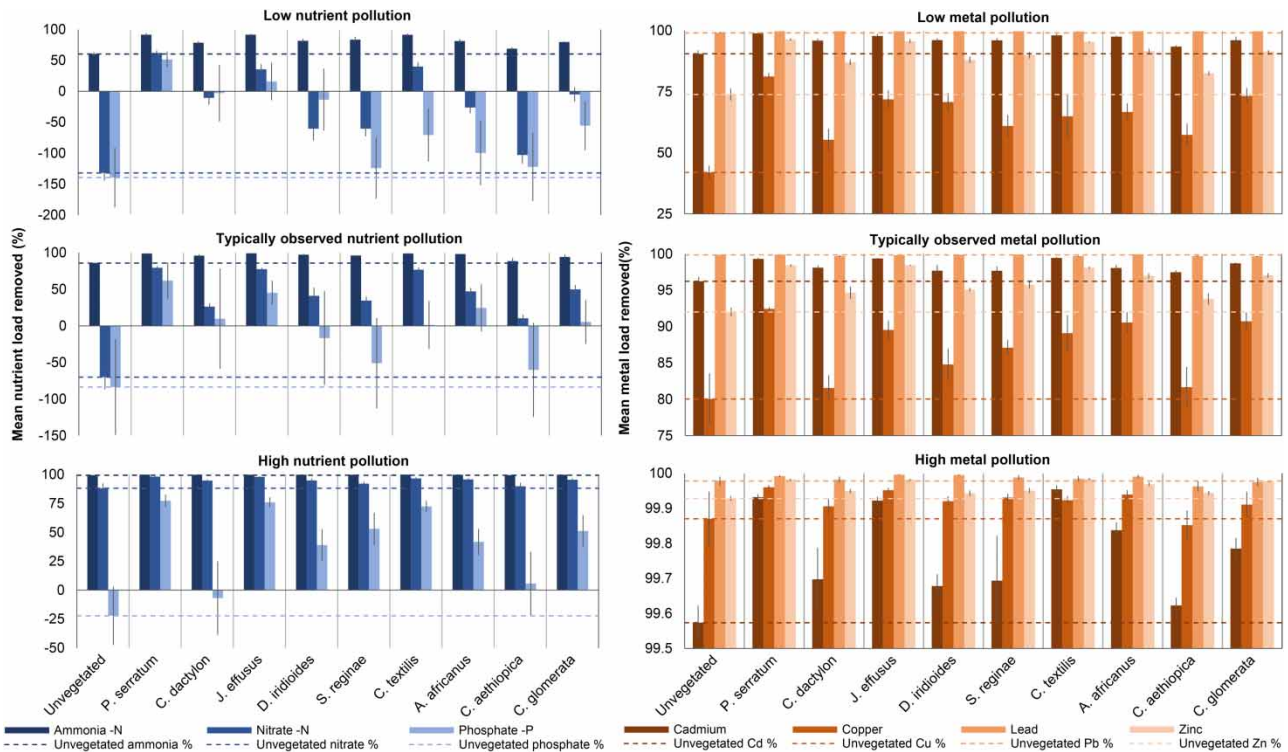 Low nutrient pollution
100
50
0
-50
-100
-150
-200
Typically observed nutrient pollution
100
50
0
-50
-100
-150
High nutrient pollution
100
75
50
25
0
-25
-50
Mean nutrient load removed (%)
Unvegetated
P. serratum
C. dactylon
J. effusus
D. iridioides
S. reginae
C. textilis
A. africanus
C. aethiopica
C. glomerata
Ammonia -N
Nitrate -N
Phosphate -P
Unvegetated ammonia %
Unvegetated nitrate %
Unvegetated phosphate %
Low metal pollution
100
75
50
25
Typically observed metal pollution
100
95
90
85
80
75
High metal pollution
100
99.9
99.8
99.7
99.6
99.5
Mean metal load removed(%)
Unvegetated
P. serratum
C. dactylon
J. effusus
D. iridioides
S. reginae
C. textilis
A. africanus
C. aethiopica
C. glomerata
Cadmium
Copper
Lead
Zinc
Unvegetated Cd %
Unvegetated Cu %
Unvegetated Pb %
Unvegetated Zn %